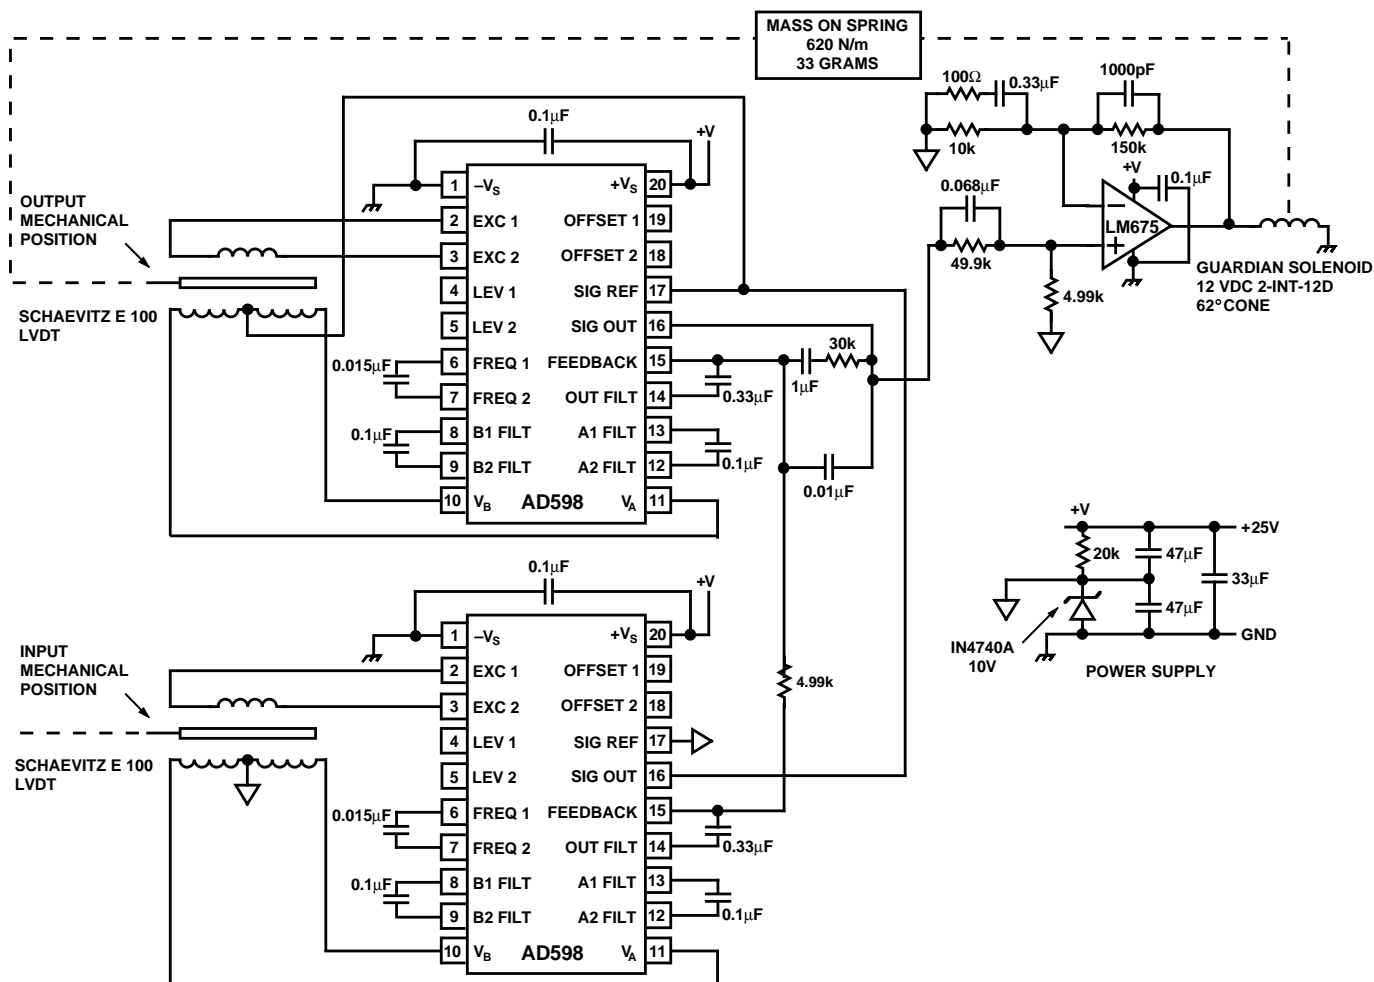 MASS ON SPRING
620 N/m
33 GRAMS
100Ω
0.33µF
1000pF
10k
150k
+V
0.1µF
0.068µF
LM675
49.9k
4.99k
GUARDIAN SOLENOID
12 VDC 2-INT-12D
62° CONE
0.1µF
+V
OUTPUT
MECHANICAL
POSITION
SCHAEVITZ E 100
LVDT
1 –VS
+VS 20
2 EXC 1
OFFSET 1 19
3 EXC 2
OFFSET 2 18
4 LEV 1
SIG REF 17
5 LEV 2
SIG OUT 16
6 FREQ 1
FEEDBACK 15
7 FREQ 2
OUT FILT 14
8 B1 FILT
A1 FILT 13
9 B2 FILT
A2 FILT 12
10 VB
AD598
VA 11
0.015µF
0.1µF
30k
1µF
0.33µF
0.1µF
0.01µF
4.99k
+V
+25V
20k
47µF
33µF
47µF
GND
IN4740A
10V
POWER SUPPLY
0.1µF
+V
INPUT
MECHANICAL
POSITION
SCHAEVITZ E 100
LVDT
1 –VS
+VS 20
2 EXC 1
OFFSET 1 19
3 EXC 2
OFFSET 2 18
4 LEV 1
SIG REF 17
5 LEV 2
SIG OUT 16
6 FREQ 1
FEEDBACK 15
7 FREQ 2
OUT FILT 14
8 B1 FILT
A1 FILT 13
9 B2 FILT
A2 FILT 12
10 VB
AD598
VA 11
0.015µF
0.1µF
0.33µF
0.1µF